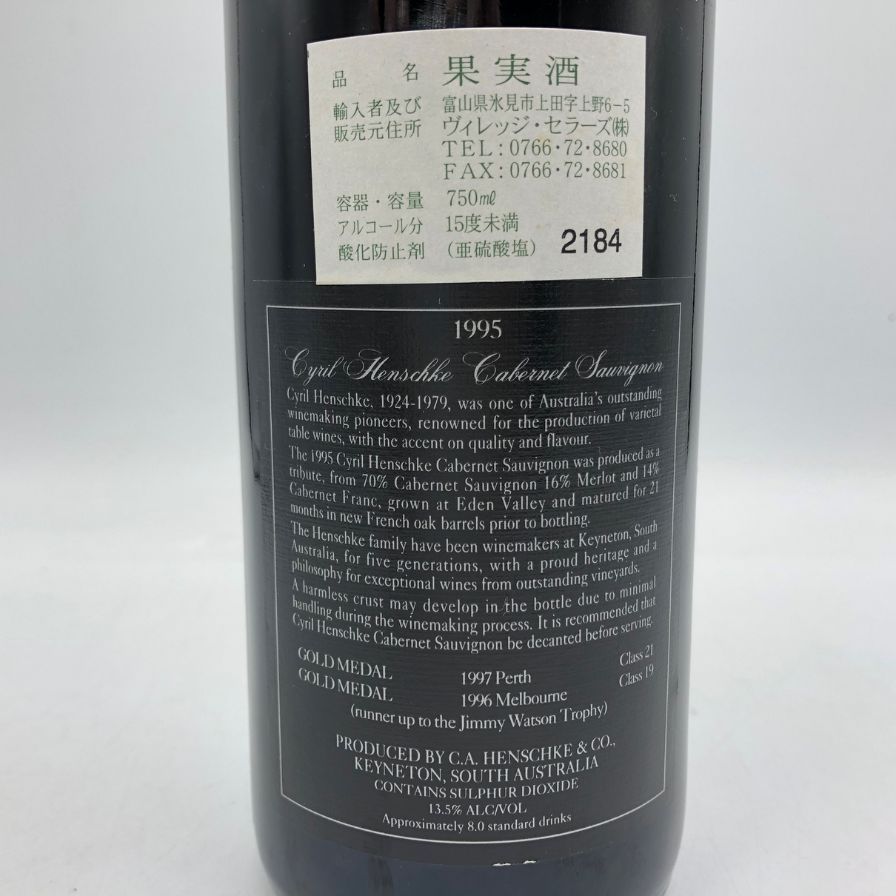 品名 果実酒
輸入者及び 富山県氷見市上田字上野6-5
販売元住所 ヴィレッジ・セラーズ(株)
TEL:0766・72・8680
FAX:0766・72・8681
容器・容量 750ml
アルコール分 15度未満
酸化防止剤 (亜硫酸塩) 2184
1995
Cyril Henschke Cabernet Sauvignon
Cyril Henschke, 1924-1979, was one of Australia's outstanding
winemaking pioneers, renowned for the production of varietal
table wines, with the accent on quality and flavour.
The 1995 Cyril Henschke Cabernet Sauvignon was produced as a
tribute, from 70% Cabernet Sauvignon 16% Merlot and 14%
Cabernet Franc, grown at Eden Valley and matured for 21
months in new French oak barrels prior to bottling.
The Henschke family have been winemakers at Keyneton, South
Australia, for five generations, with a proud heritage and a
philosophy for exceptional wines from outstanding vineyards.
A harmless crust may develop in the bottle due to minimal
handling during the winemaking process. It is recommended that
Cyril Henschke Cabernet Sauvignon be decanted before serving.
GOLD MEDAL 1997 Perth Class 21
GOLD MEDAL 1996 Melbourne Class 19
(runner up to the Jimmy Watson Trophy)
PRODUCED BY C.A. HENSCHKE & CO.,
KEYNETON, SOUTH AUSTRALIA
CONTAINS SULPHUR DIOXIDE
13.5% ALC/VOL
Approximately 8.0 standard drinks